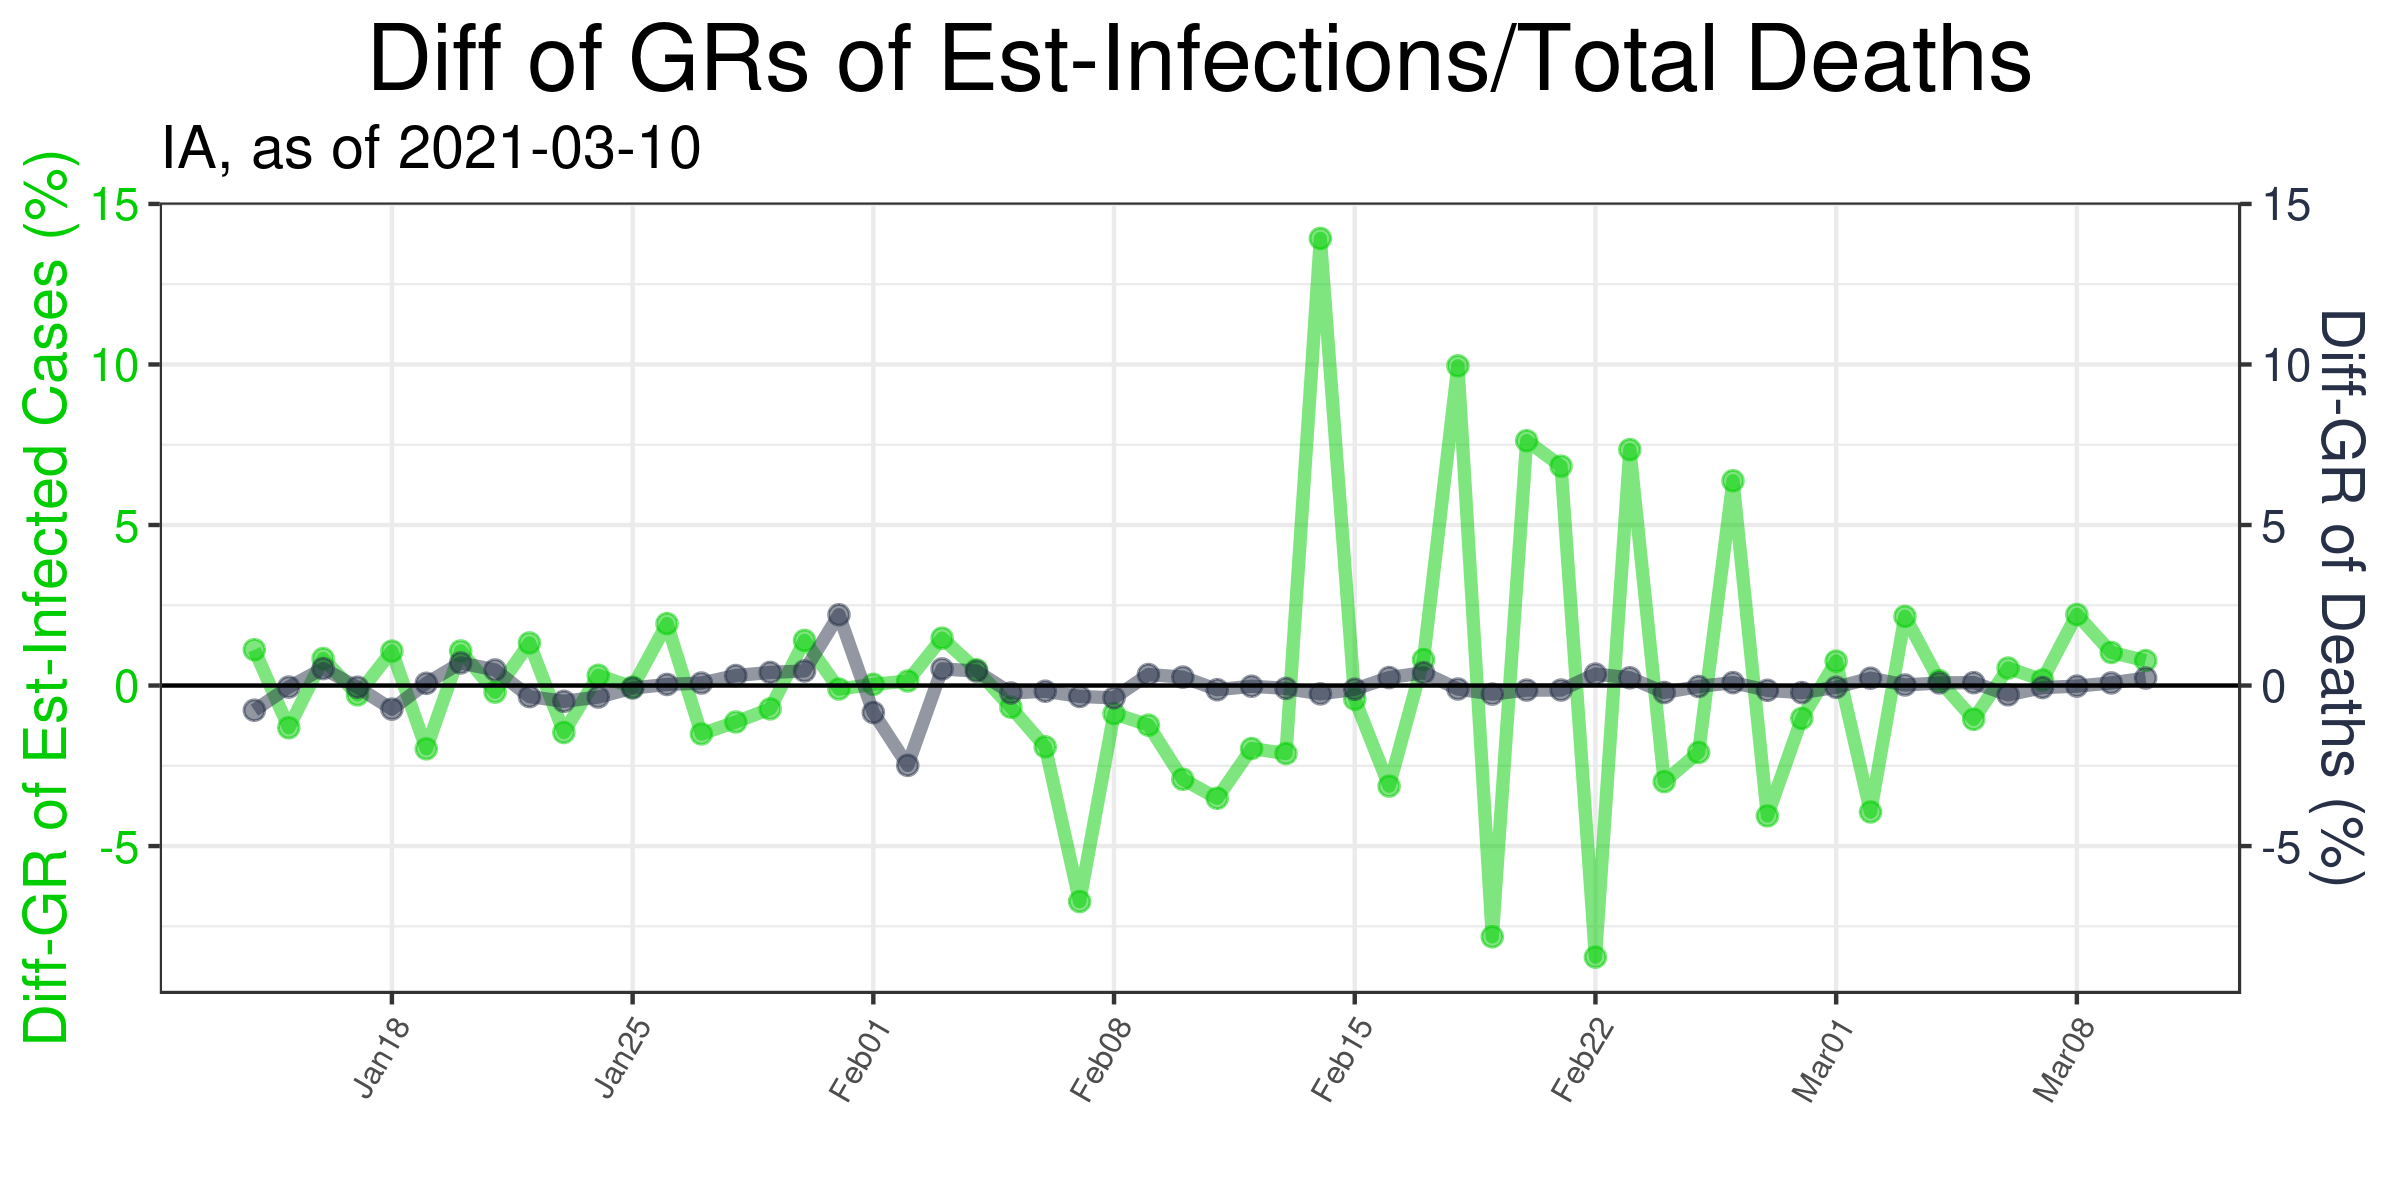 Diff of GRs of Est-Infections/Total Deaths
IA, as of 2021-03-10
Diff-GR of Est-Infected Cases (%)
15
10
5
0
-5
15
10
5
0
-5
Diff-GR of Deaths (%)
Jan18
Jan25
Feb01
Feb08
Feb15
Feb22
Mar01
Mar08